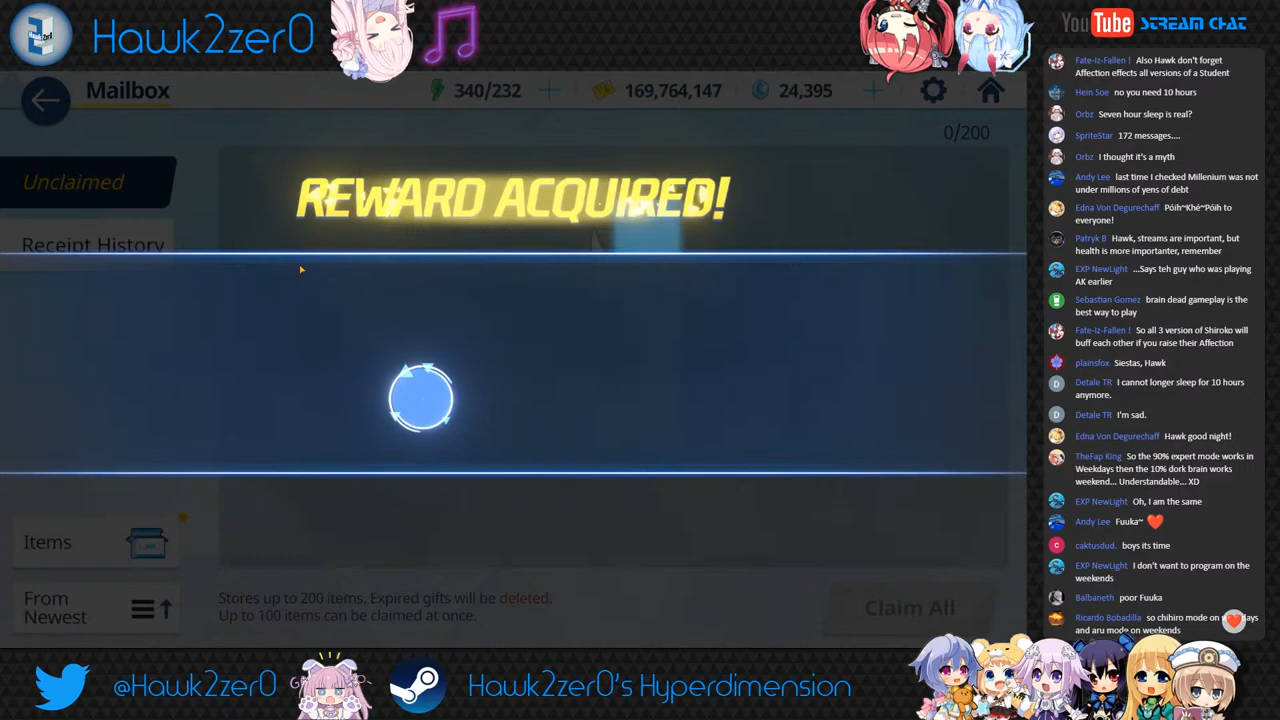 Hawk2zer0
YouTube STREAM CHAT
Mailbox
340/232
169,764,147
24,395
0/200
Unclaimed
REWARD ACQUIRED!
Receipt History
Items
From
Newest
Stores up to 200 items. Expired gifts will be deleted.
Up to 100 items can be claimed at once.
Claim All
Fate-Iz-Fallen ! Also Hawk don't forget
Affection effects all versions of a Student
Hein Soe no you need 10 hours
Orbz Seven hour sleep is real?
SpriteStar 172 messages....
Orbz I thought it's a myth
Andy Lee last time I checked Millenium was not
under millions of yens of debt
Edna Von Degurechaff Póih~Khé~Póih to
everyone!
Patryk B Hawk, streams are important, but
health is more importanter, remember
EXP NewLight ...Says teh guy who was playing
AK earlier
Sebastian Gomez brain dead gameplay is the
best way to play
Fate-Iz-Fallen ! So all 3 version of Shiroko will
buff each other if you raise their Affection
plainsfox Siestas, Hawk
D Detale TR I cannot longer sleep for 10 hours
anymore.
D Detale TR I'm sad.
Edna Von Degurechaff Hawk good night!
TheFap King So the 90% expert mode works in
Weekdays then the 10% dork brain works
weekend... Understandable... XD
EXP NewLight Oh, I am the same
Andy Lee Fuuka~ ❤
C caktusdud. boys its time
EXP NewLight I don't want to program on the
weekends
Balbaneth poor Fuuka
Ricardo Bobadilla so chihiro mode on
and aru mode on weekends
@Hawk2zer0
Hawk2zer0's Hyperdimension